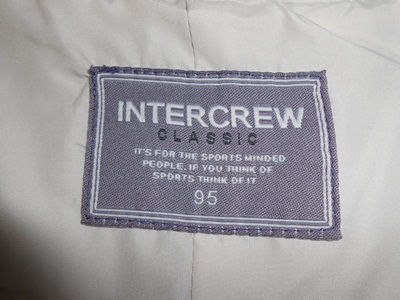 INTERCREW
CLASSIC
IT'S FOR THE SPORTS MINDED
PEOPLE. IF YOU THINK OF
SPORTS THINK OF IT
95